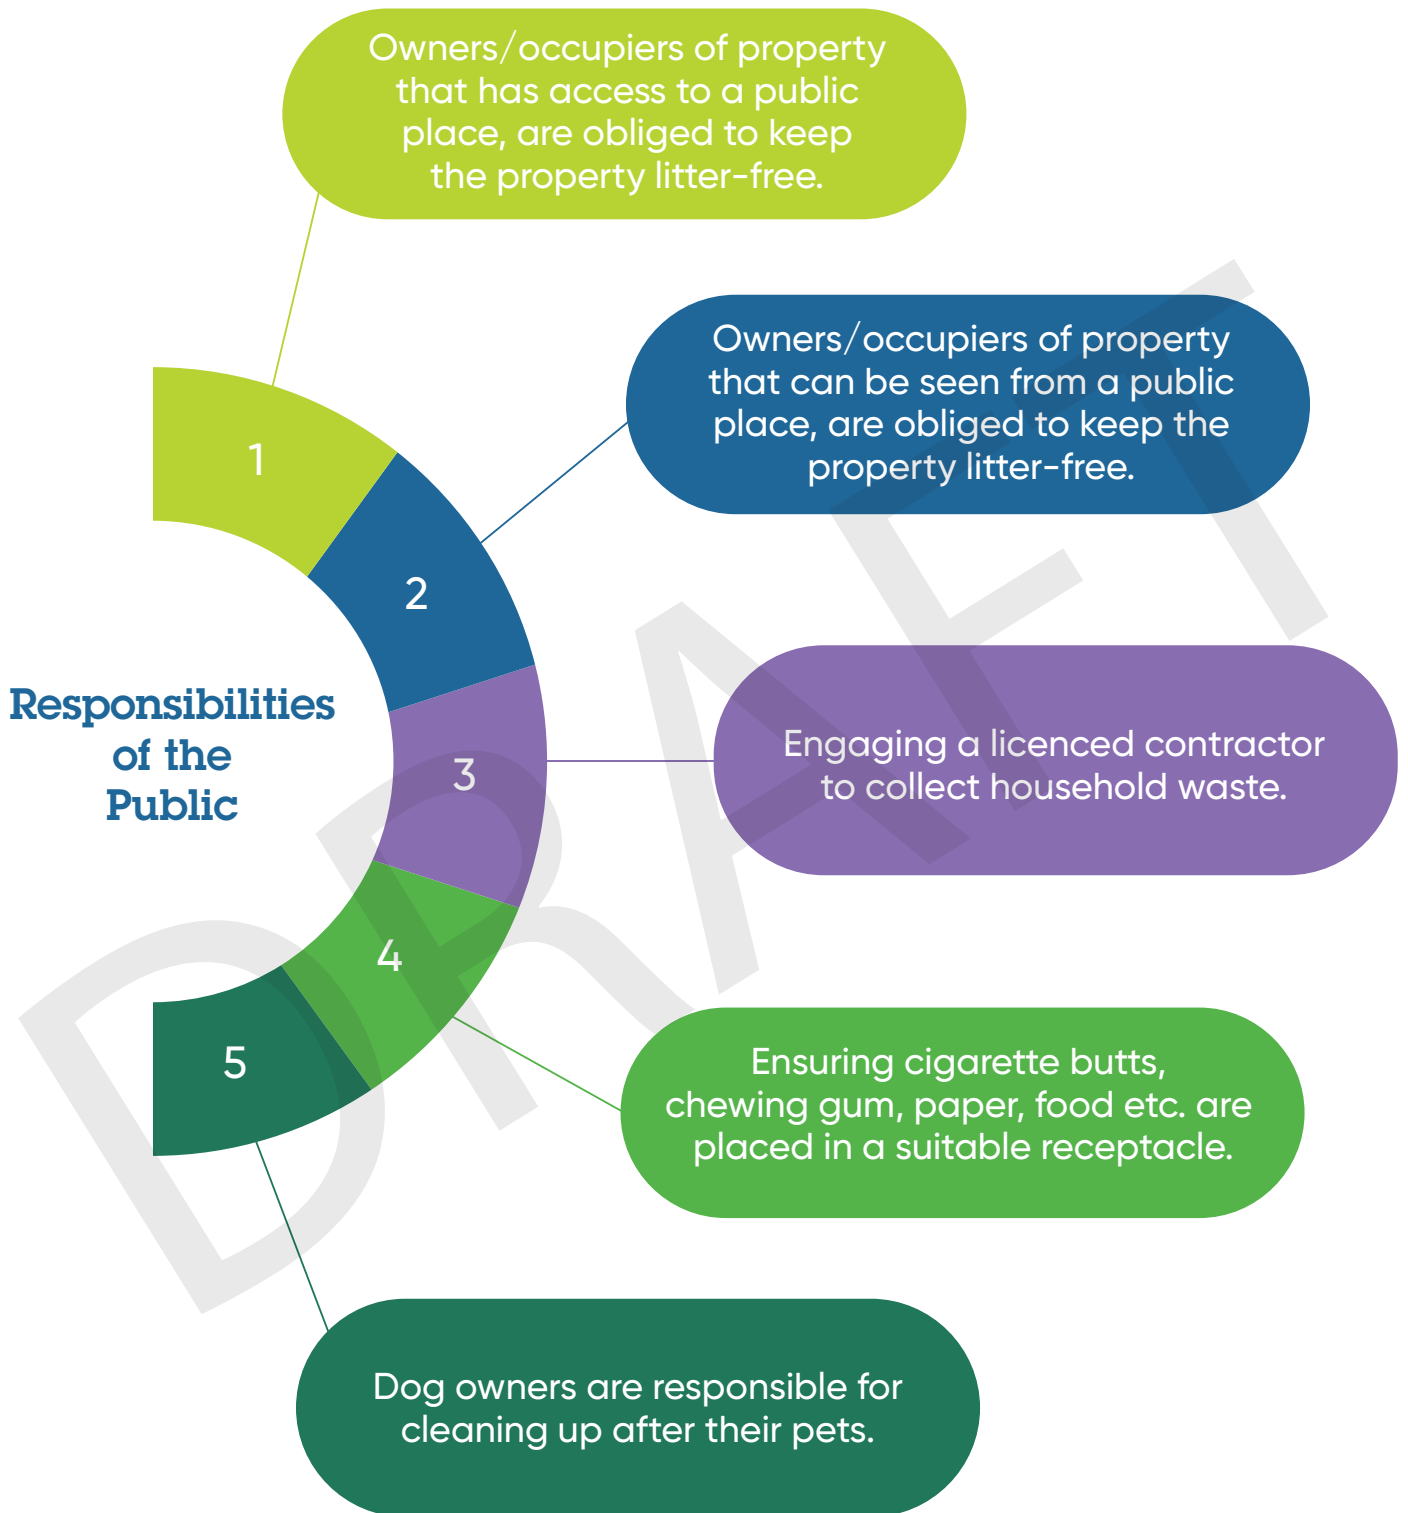 Owners/occupiers of property
that has access to a public
place, are obliged to keep
the property litter-free.
Owners/occupiers of property
that can be seen from a public
place, are obliged to keep the
property litter-free.
1
2
Responsibilities
of the
Public
3
Engaging a licenced contractor
to collect household waste.
4
5
Ensuring cigarette butts,
chewing gum, paper, food etc. are
placed in a suitable receptacle.
Dog owners are responsible for
cleaning up after their pets.
DRAFT